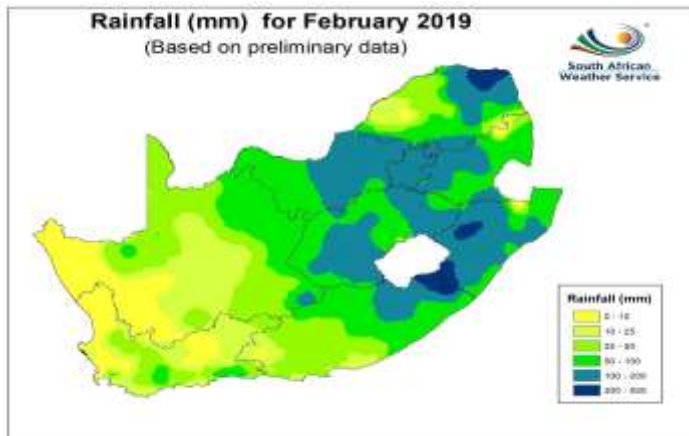 Rainfall (mm) for February 2019
(Based on preliminary data)
South African
Weather Service
Rainfall (mm)
0 - 10
10 - 25
25 - 50
50 - 100
100 - 200
200 - 500